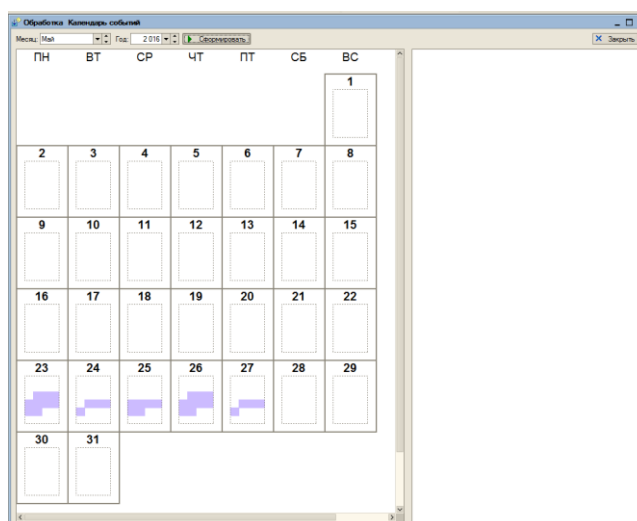 Обработка Календарь событий
Месяц: Май Год: 2 016 Сформировать Закрыть
ПН ВТ СР ЧТ ПТ СБ ВС
1
2 3 4 5 6 7 8
9 10 11 12 13 14 15
16 17 18 19 20 21 22
23 24 25 26 27 28 29
30 31